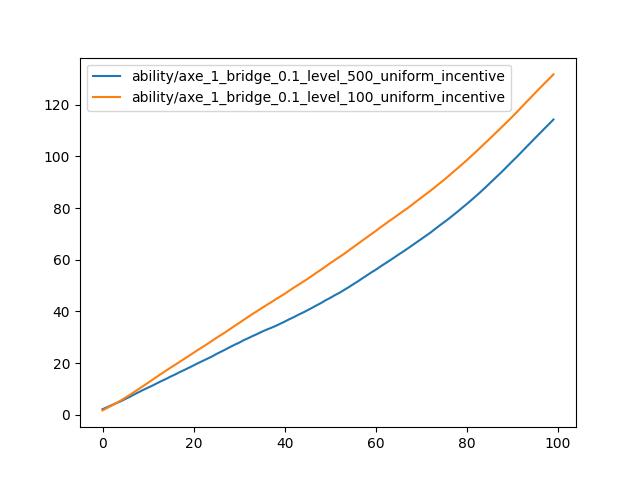 ability/axe_1_bridge_0.1_level_500_uniform_incentive
ability/axe_1_bridge_0.1_level_100_uniform_incentive
120
100
80
60
40
20
0
0 20 40 60 80 100